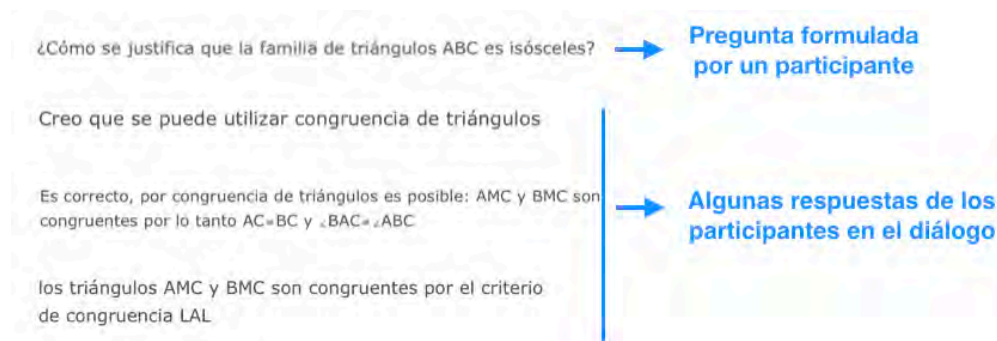 ¿Cómo se justifica que la familia de triángulos ABC es isósceles?
Pregunta formulada
por un participante
Creo que se puede utilizar congruencia de triángulos
Es correcto, por congruencia de triángulos es posible: AMC y BMC son
congruentes por lo tanto AC=BC y ∠BAC=∠ABC
Algunas respuestas de los
participantes en el diálogo
los triángulos AMC y BMC son congruentes por el criterio
de congruencia LAL